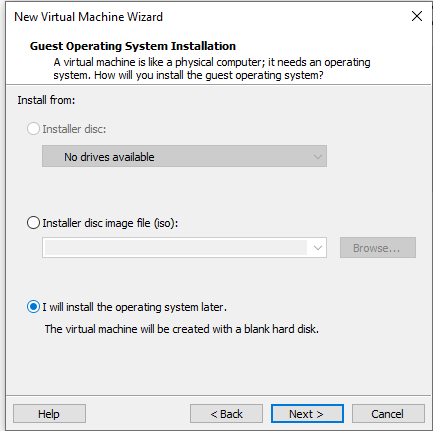 New Virtual Machine Wizard
Guest Operating System Installation
A virtual machine is like a physical computer; it needs an operating
system. How will you install the guest operating system?
Install from:
Installer disc:
No drives available
Installer disc image file (iso):
Browse...
I will install the operating system later.
The virtual machine will be created with a blank hard disk.
Help
< Back
Next >
Cancel